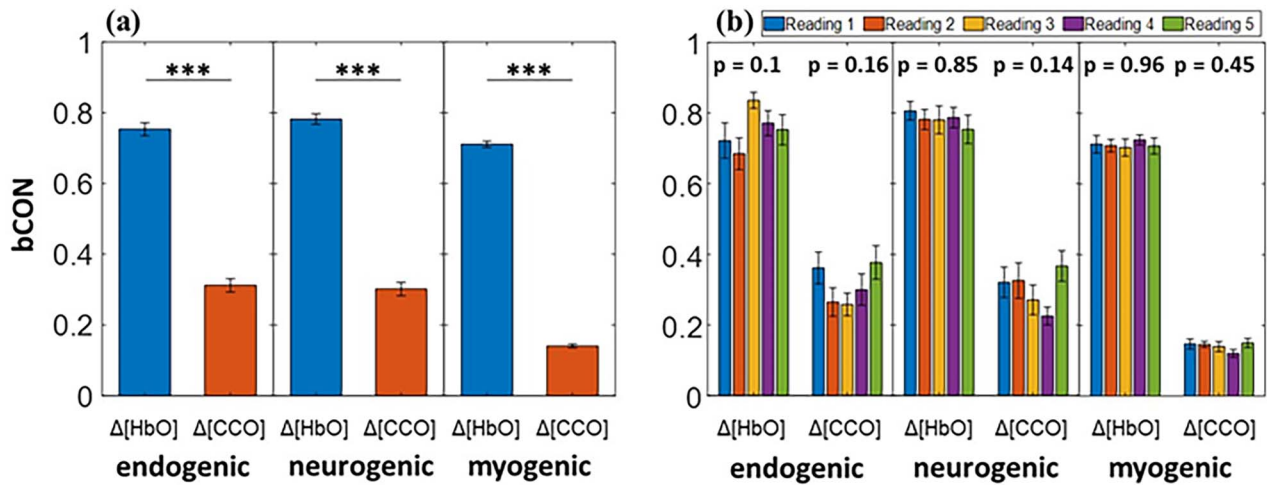 (a)
bCON
1
0.8
0.6
0.4
0.2
0
*** *** ***
Δ[HbO] Δ[CCO] Δ[HbO] Δ[CCO] Δ[HbO] Δ[CCO]
endogenic neurogenic myogenic
(b)
Reading 1 Reading 2 Reading 3 Reading 4 Reading 5
1
0.8
0.6
0.4
0.2
0
p = 0.1 p = 0.16 p = 0.85 p = 0.14 p = 0.96 p = 0.45
Δ[HbO] Δ[CCO] Δ[HbO] Δ[CCO] Δ[HbO] Δ[CCO]
endogenic neurogenic myogenic